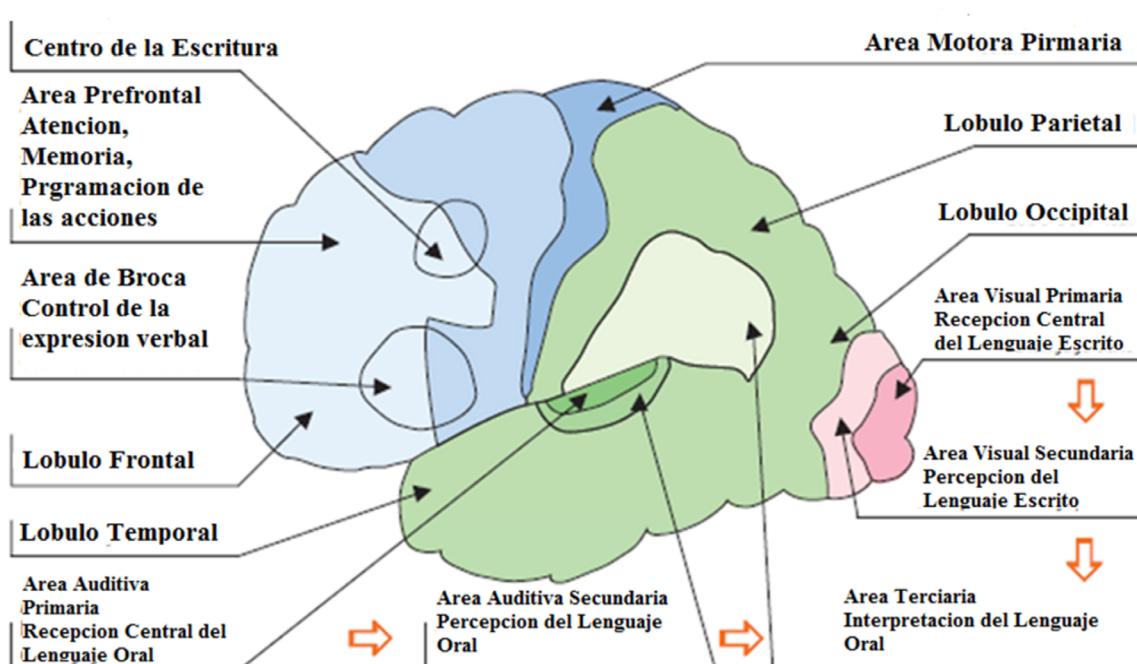 Centro de la Escritura
Area Prefrontal
Atencion,
Memoria,
Prgramacion de
las acciones
Area de Broca
Control de la
expresion verbal
Lobulo Frontal
Lobulo Temporal
Area Auditiva
Primaria
Recepcion Central del
Lenguaje Oral
Area Auditiva Secundaria
Percepcion del Lenguaje
Oral
Area Motora Pirmaria
Lobulo Parietal
Lobulo Occipital
Area Visual Primaria
Recepcion Central
del Lenguaje Escrito
Area Visual Secundaria
Percepcion del
Lenguaje Escrito
Area Terciaria
Interpretacion del Lenguaje
Oral